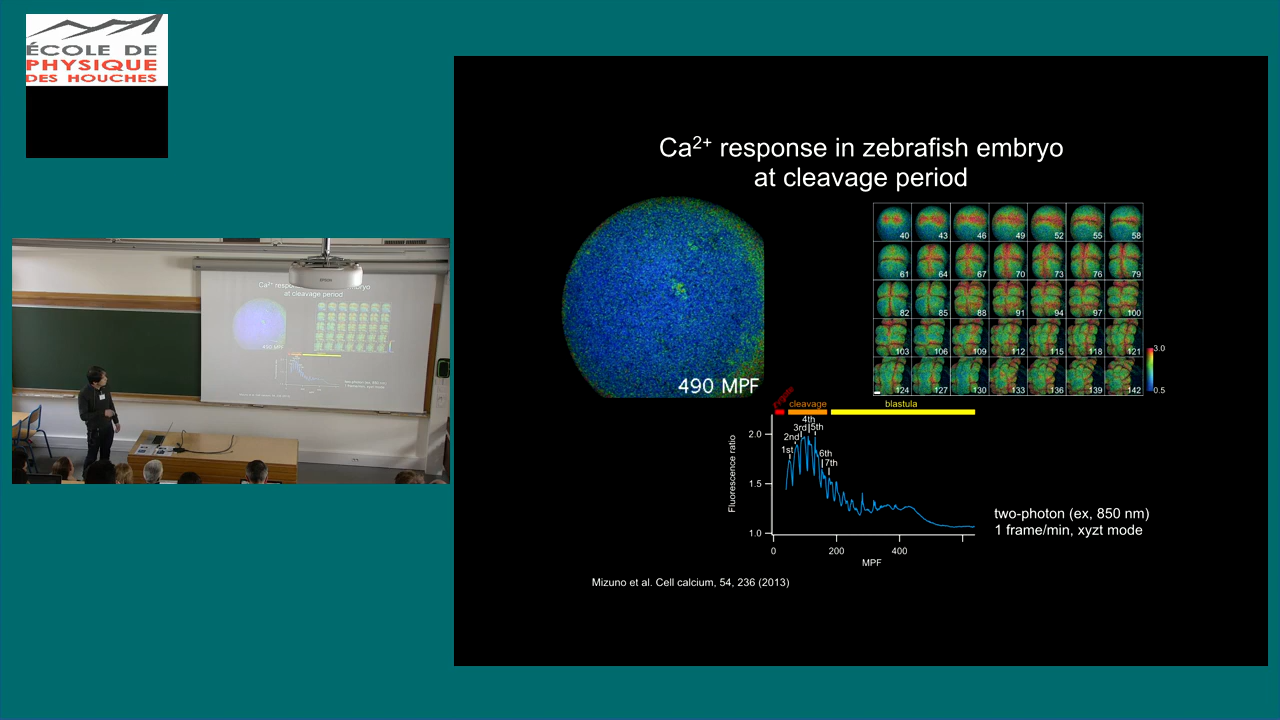 ÉCOLE DE
PHYSIQUE
DES HOUCHES
Ca2+ response in zebrafish embryo
at cleavage period
490 MPF
40 43 46 49 52 55 58
61 64 67 70 73 76 79
82 85 88 91 94 97 100
103 106 109 112 115 118 121
124 127 130 133 136 139 142
3.0
0.5
cleavage
blastula
1st
2nd
3rd
4th
5th
6th
7th
Fluorescence ratio
2.0
1.5
1.0
0 200 400
MPF
two-photon (ex, 850 nm)
1 frame/min, xyzt mode
Mizuno et al. Cell calcium, 54, 236 (2013)